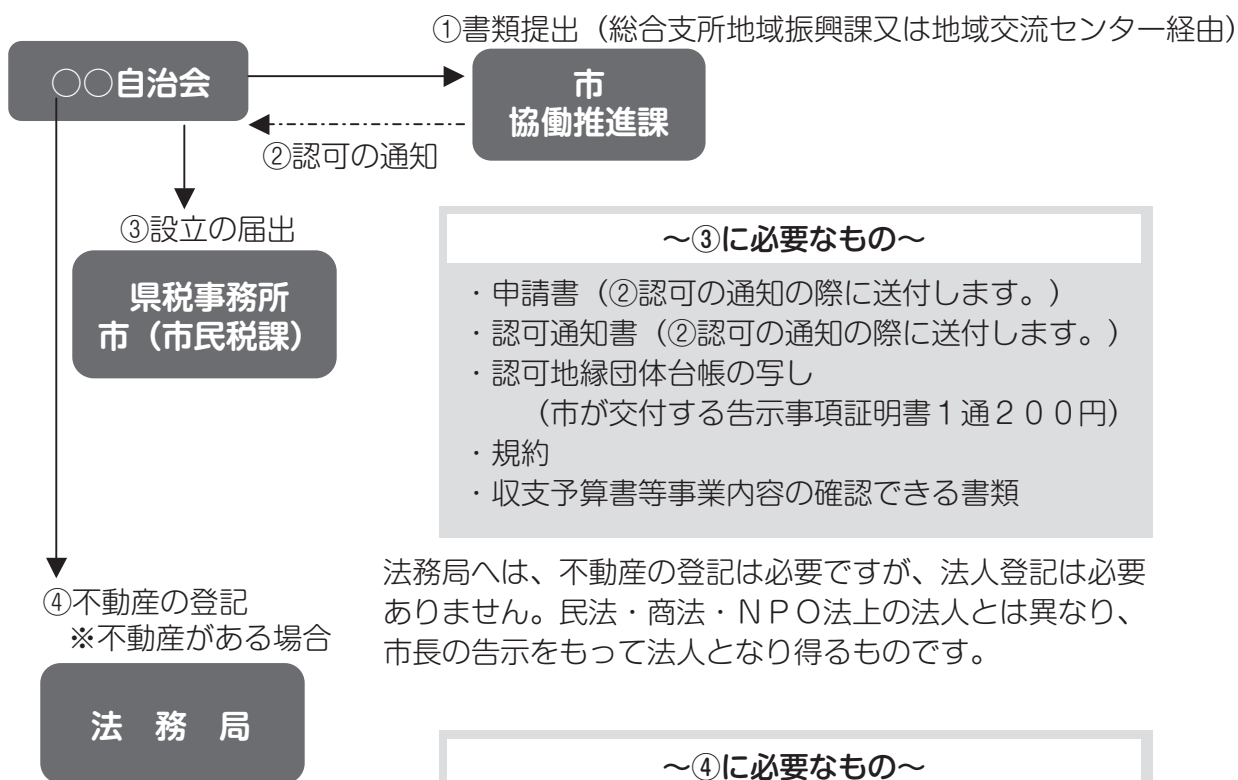 ①書類提出（総合支所地域振興課又は地域交流センター経由）
○○自治会
市
協働推進課
②認可の通知
③設立の届出
県税事務所
市（市民税課）
～③に必要なもの～
・申請書（②認可の通知の際に送付します。）
・認可通知書（②認可の通知の際に送付します。）
・認可地縁団体台帳の写し
（市が交付する告示事項証明書１通２００円）
・規約
・収支予算書等事業内容の確認できる書類
法務局へは、不動産の登記は必要ですが、法人登記は必要
ありません。民法・商法・ＮＰＯ法上の法人とは異なり、
市長の告示をもって法人となり得るものです。
④不動産の登記
※不動産がある場合
法　務　局
～④に必要なもの～